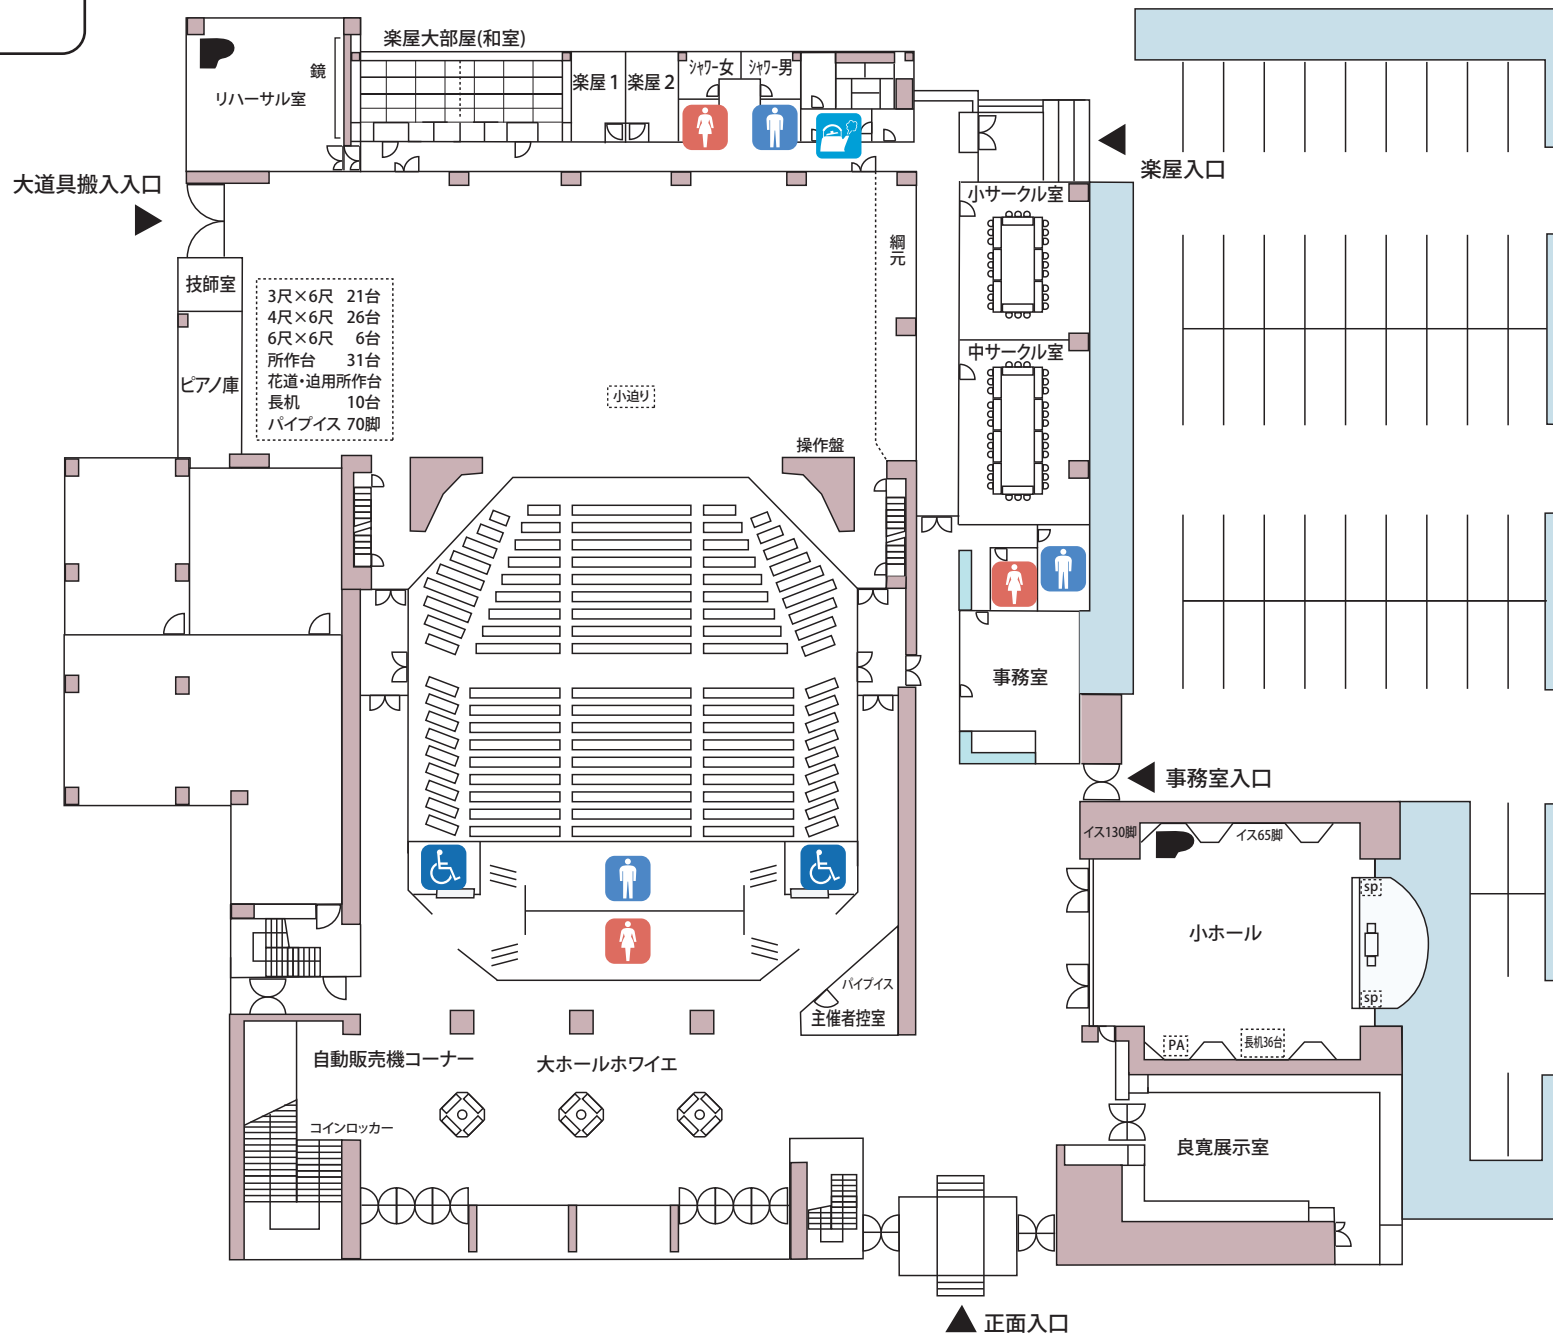 楽屋大部屋(和室)
鏡
リハーサル室
楽屋1
楽屋2
シャワー女
シャワー男
大道具搬入入口
楽屋入口
小サークル室
綱元
技師室
3尺×6尺 21台
4尺×6尺 26台
6尺×6尺 6台
所作台 31台
花道・迫用所作台
長机 10台
パイプイス 70脚
ピアノ庫
中サークル室
小迫り
操作盤
事務室
事務室入口
イス130脚
イス65脚
sp
小ホール
sp
パイプイス
主催者控室
PA
長机36台
自動販売機コーナー
大ホールホワイエ
コインロッカー
良寛展示室
正面入口